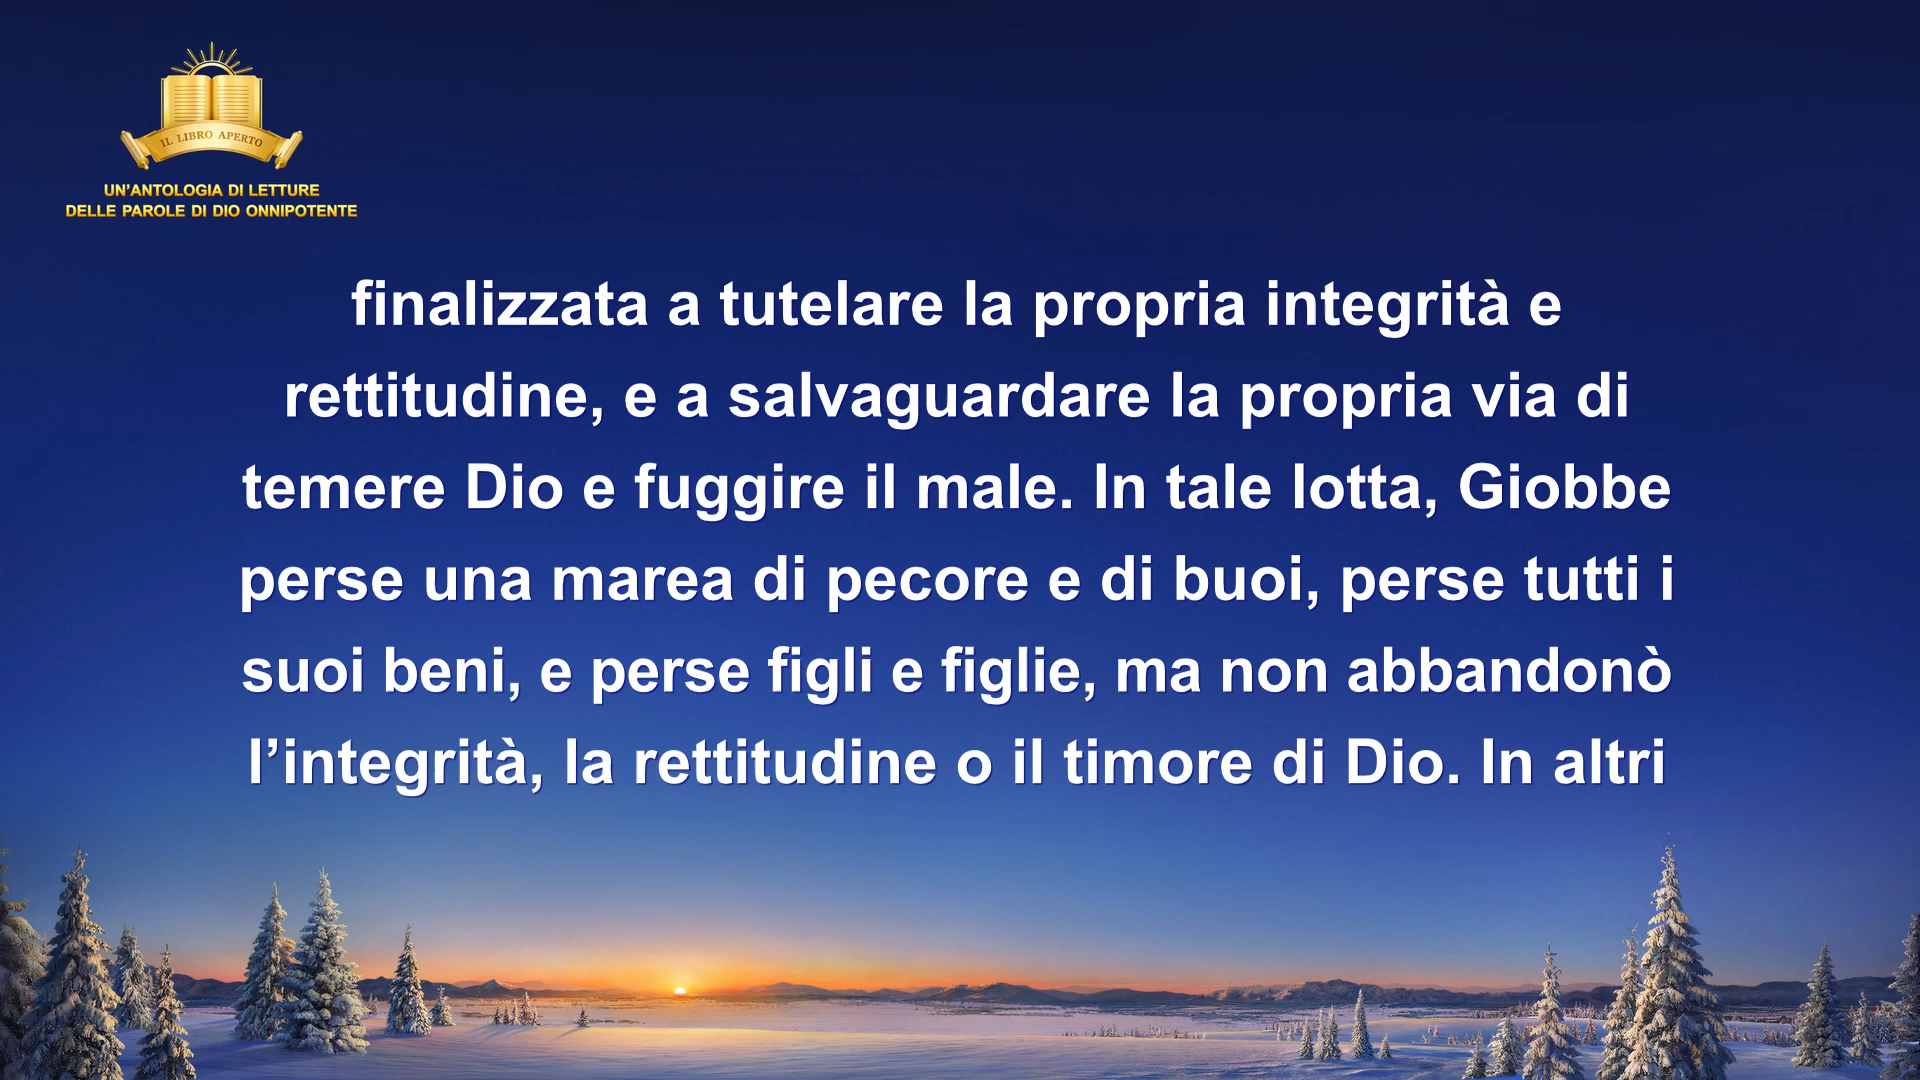 IL LIBRO APERTO
UN’ANTOLOGIA DI LETTURE
DELLE PAROLE DI DIO ONNIPOTENTE
finalizzata a tutelare la propria integrità e
rettitudine, e a salvaguardare la propria via di
temere Dio e fuggire il male. In tale lotta, Giobbe
perse una marea di pecore e di buoi, perse tutti i
suoi beni, e perse figli e figlie, ma non abbandonò
l’integrità, la rettitudine o il timore di Dio. In altri